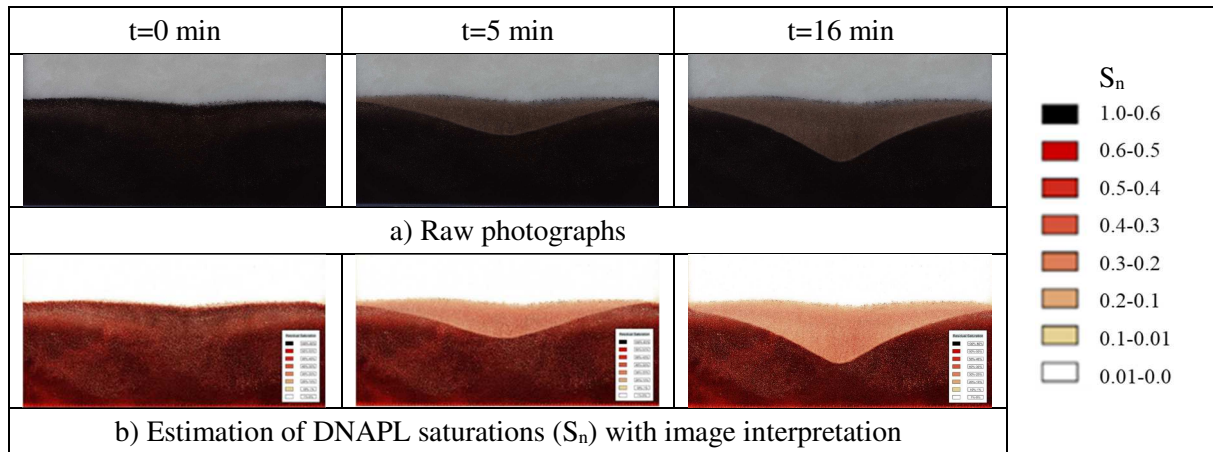 t=0 min
t=5 min
t=16 min
a) Raw photographs
b) Estimation of DNAPL saturations (Sₙ) with image interpretation
Sₙ
1.0-0.6
0.6-0.5
0.5-0.4
0.4-0.3
0.3-0.2
0.2-0.1
0.1-0.01
0.01-0.0